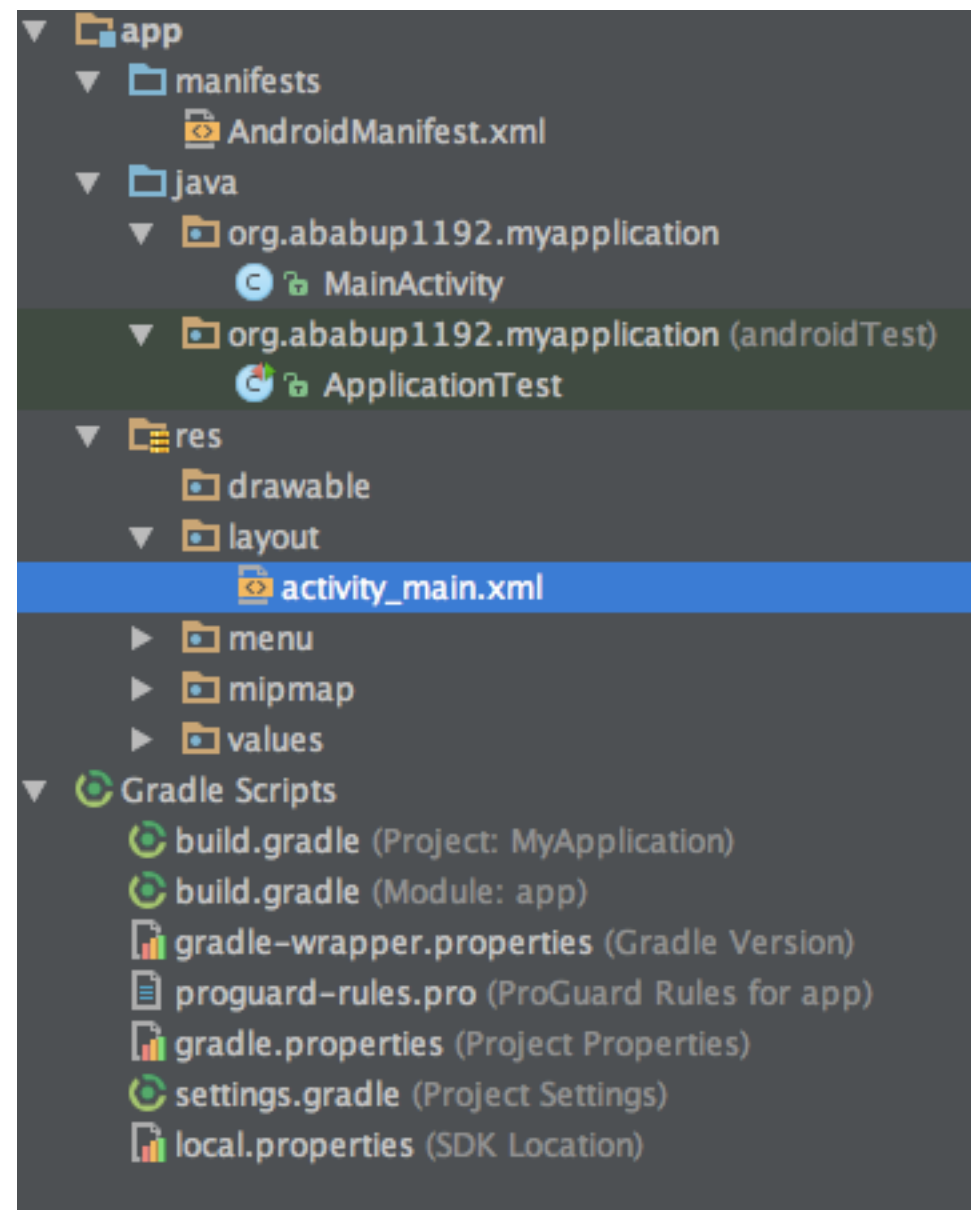 app
manifests
AndroidManifest.xml
java
org.ababup1192.myapplication
MainActivity
org.ababup1192.myapplication (androidTest)
ApplicationTest
res
drawable
layout
activity_main.xml
menu
mipmap
values
Gradle Scripts
build.gradle (Project: MyApplication)
build.gradle (Module: app)
gradle-wrapper.properties (Gradle Version)
proguard-rules.pro (ProGuard Rules for app)
gradle.properties (Project Properties)
settings.gradle (Project Settings)
local.properties (SDK Location)